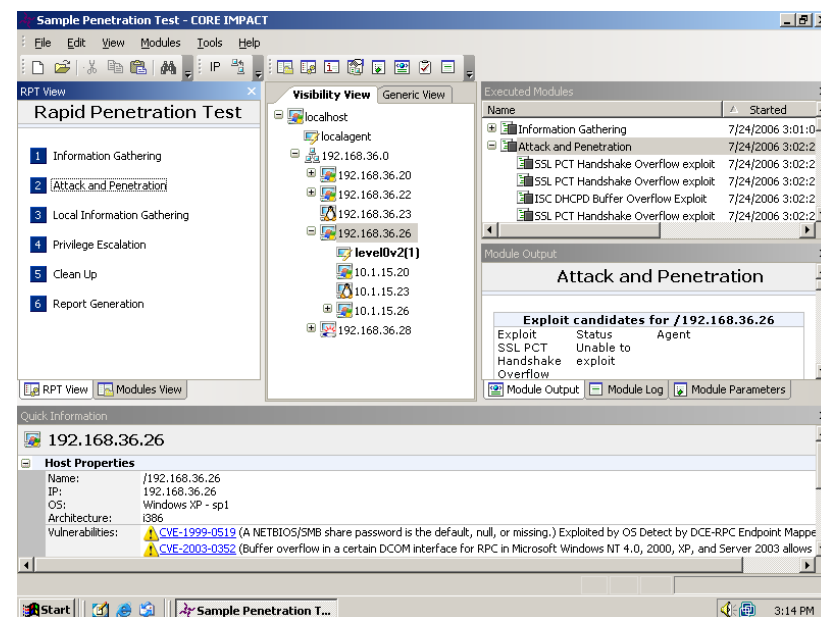 Sample Penetration Test - CORE IMPACT
File Edit View Modules Tools Help
IP
RPT View
Rapid Penetration Test
1 Information Gathering
2 Attack and Penetration
3 Local Information Gathering
4 Privilege Escalation
5 Clean Up
6 Report Generation
RPT View Modules View
Visibility View Generic View
localhost
localagent
192.168.36.0
192.168.36.20
192.168.36.22
192.168.36.23
192.168.36.26
level0v2(1)
10.1.15.20
10.1.15.23
10.1.15.26
192.168.36.28
Executed Modules
Name Started
Information Gathering 7/24/2006 3:01:0
Attack and Penetration 7/24/2006 3:02:2
SSL PCT Handshake Overflow exploit 7/24/2006 3:02:2
SSL PCT Handshake Overflow exploit 7/24/2006 3:02:2
ISC DHCPD Buffer Overflow Exploit 7/24/2006 3:02:2
SSL PCT Handshake Overflow exploit 7/24/2006 3:02:2
Module Output
Attack and Penetration
Exploit candidates for /192.168.36.26
Exploit Status Agent
SSL PCT Unable to
Handshake exploit
Overflow
Module Output Module Log Module Parameters
Quick Information
192.168.36.26
Host Properties
Name: /192.168.36.26
IP: 192.168.36.26
OS: Windows XP - sp1
Architecture: i386
Vulnerabilities: CVE-1999-0519 (A NETBIOS/SMB share password is the default, null, or missing.) Exploited by OS Detect by DCE-RPC Endpoint Mappe
CVE-2003-0352 (Buffer overflow in a certain DCOM interface for RPC in Microsoft Windows NT 4.0, 2000, XP, and Server 2003 allows
Start Sample Penetration T... 3:14 PM